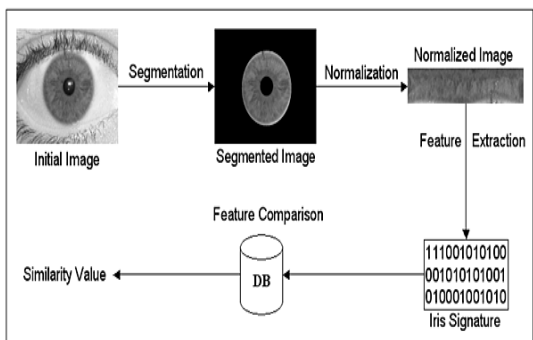 Initial Image
Segmentation
Segmented Image
Normalization
Normalized Image
Feature Extraction
111001010100
001010101001
010001001010
Iris Signature
Feature Comparison
DB
Similarity Value